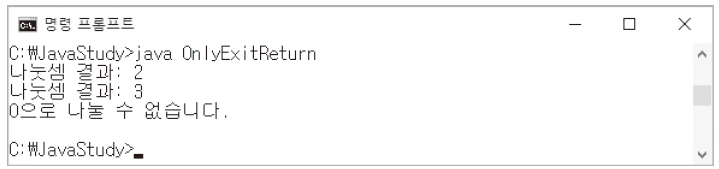 명령 프롬프트
C:₩JavaStudy>java OnlyExitReturn
나눗셈 결과: 2
나눗셈 결과: 3
0으로 나눌 수 없습니다.
C:₩JavaStudy>